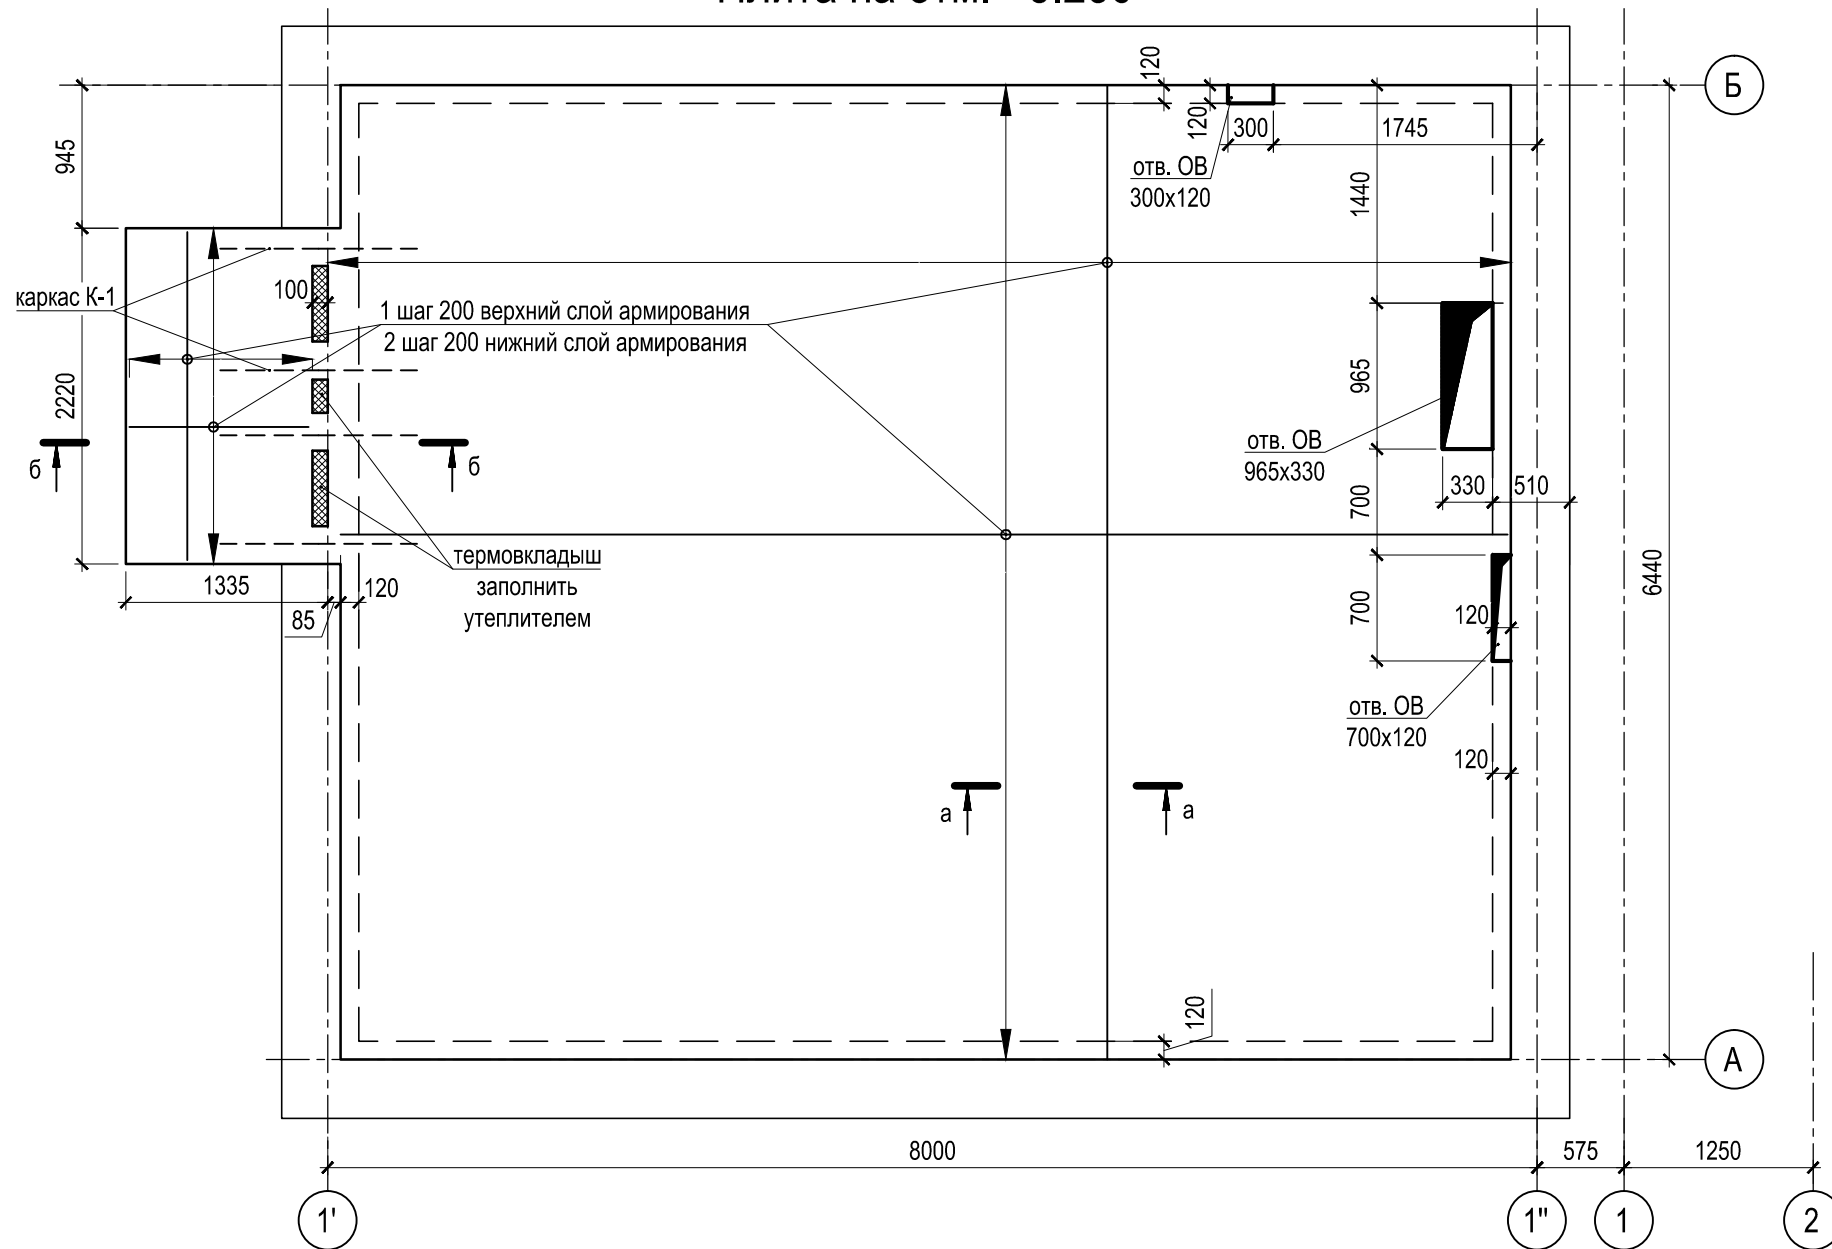 120
Б
120
300
1745
945
отв. ОВ
300х120
1440
каркас К-1
100
1 шаг 200 верхний слой армирования
2 шаг 200 нижний слой армирования
965
2220
отв. ОВ
965х330
б
б
330
510
700
6440
термовкладыш
заполнить
утеплителем
1335
120
85
700
120
отв. ОВ
700х120
120
а
а
120
А
8000
575
1250
1'
1"
1
2